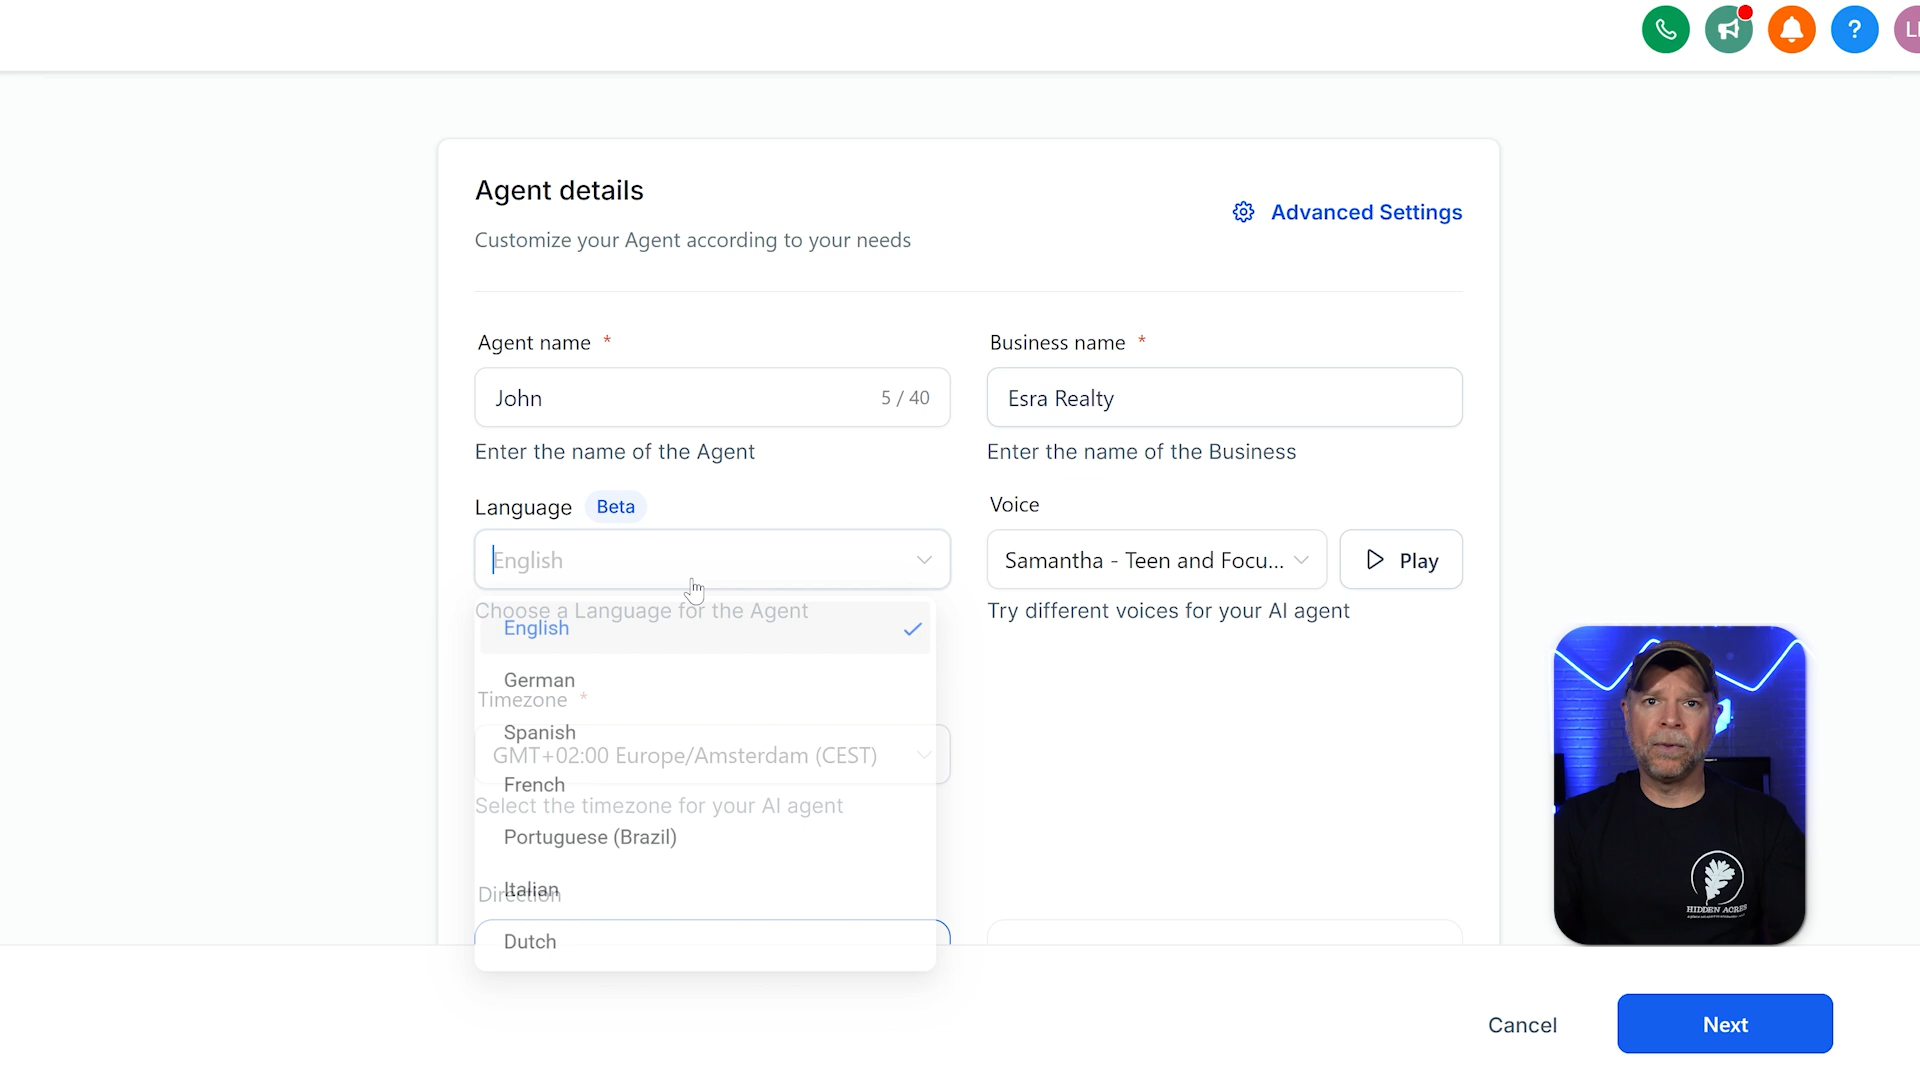 ?
LI
Agent details
Advanced Settings
Customize your Agent according to your needs
Agent name *
Business name *
John
5 / 40
Esra Realty
Enter the name of the Agent
Enter the name of the Business
Language Beta
Voice
English
Samantha - Teen and Focu...
Play
Choose a Language for the Agent
Try different voices for your AI agent
English
German
Timezone *
Spanish
GMT+02:00 Europe/Amsterdam (CEST)
French
Select the timezone for your AI agent
Portuguese (Brazil)
Italian
Direction
Dutch
HIDDEN ACRES
Cancel
Next